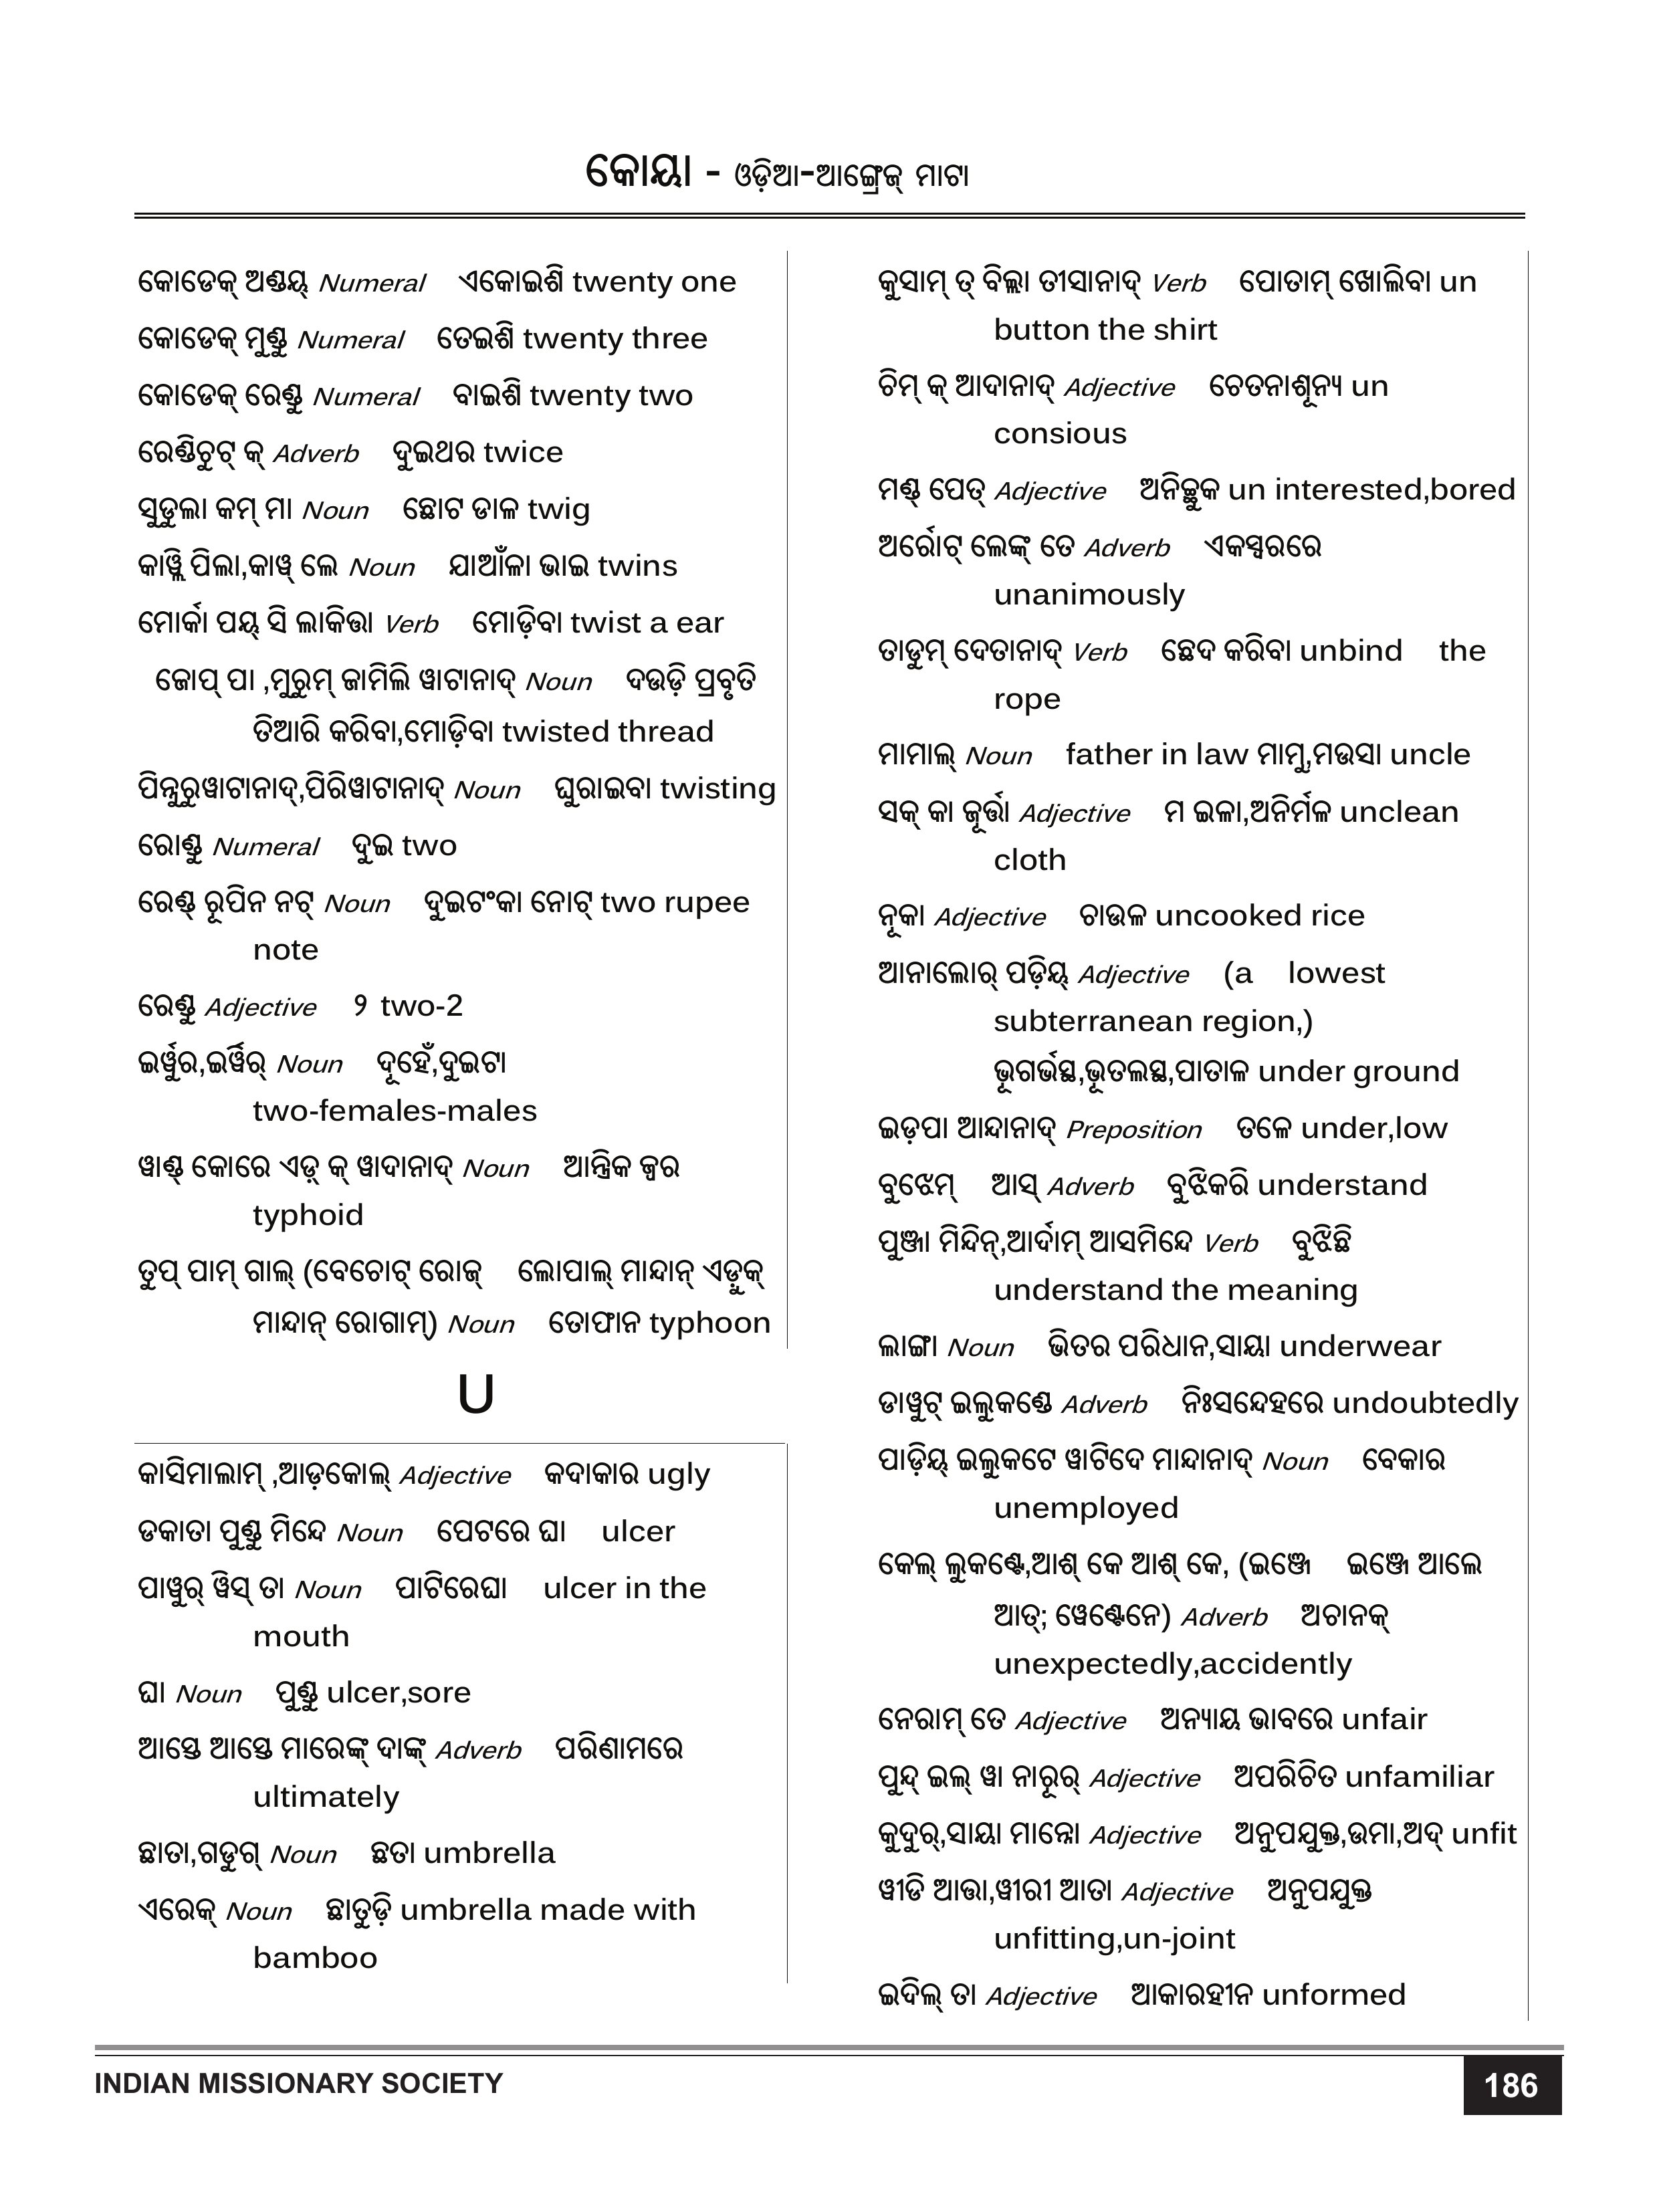 କୋୟା - ଓଡ଼ିଆ-ଆଙ୍ଗ୍ରେଜ୍ ମାଟା
କୋଡେକ୍ ଅଣ୍ଡୟ୍ Numeral ଏକୋଇଶି twenty one
କୋଡେକ୍ ମୁଣ୍ଡୁ Numeral ତେଇଶି twenty three
କୋଡେକ୍ ରେଣ୍ଡୁ Numeral ବାଇଶି twenty two
ରେଣ୍ଡିଚୁଟ୍ କ୍ Adverb ଦୁଇଥର twice
ସୁଡୁଲା କମ୍ ମା Noun ଛୋଟ ଡାଳ twig
କାୱ୍ଲି ପିଲା,କାୱ୍ ଲେ Noun ଯାଆଁଳା ଭାଇ twins
ମୋର୍କା ପୟ୍ ସି ଲାକିତ୍ତା Verb ମୋଡ଼ିବା twist a ear
ଜୋପ୍ ପା ,ମୁରୁମ୍ ଜାମିଲି ୱାଟାନାଦ୍ Noun ଦଉଡ଼ି ପ୍ରବୃତି
ତିଆରି କରିବା,ମୋଡ଼ିବା twisted thread
ପିନ୍ନୁରୁୱାଟାନାଦ୍,ପିରିୱାଟାନାଦ୍ Noun ଘୁରାଇବା twisting
ରୋଣ୍ଡୁ Numeral ଦୁଇ two
ରେଣ୍ଡ୍ ରୂପିନ ନଟ୍ Noun ଦୁଇଟଂକା ନୋଟ୍ two rupee
note
ରେଣ୍ଡୁ Adjective ୨ two-2
ଇର୍ୱୁର,ଇର୍ୱିର୍ Noun ଦୂହେଁ,ଦୁଇଟା
two-females-males
ୱାଣ୍ଡ୍ କୋରେ ଏଡ଼୍ କ୍ ୱାଦାନାଦ୍ Noun ଆନ୍ତ୍ରିକ ଜ୍ୱର
typhoid
ତୁପ୍ ପାମ୍ ଗାଲ୍ (ବେଚୋଟ୍ ରୋଜ୍ ଲୋପାଲ୍ ମାନ୍ଦାନ୍ ଏଡ଼ୁକ୍
ମାନ୍ଦାନ୍ ରୋଗାମ୍) Noun ତୋଫାନ typhoon
U
କାସିମାଲାମ୍ ,ଆଡ଼କୋଲ୍ Adjective କଦାକାର ugly
ଡକାତା ପୁଣ୍ଡୁ ମିନ୍ଦେ Noun ପେଟରେ ଘା ulcer
ପାୱୁର୍ ୱିସ୍ ତା Noun ପାଟିରେଘା ulcer in the
mouth
ଘା Noun ପୁଣ୍ଡୁ ulcer,sore
ଆସ୍ତେ ଆସ୍ତେ ମାରେଙ୍କ୍ ଦାଙ୍କ୍ Adverb ପରିଣାମରେ
ultimately
ଛାତା,ଗଡୁଗ୍ Noun ଛତା umbrella
ଏରେକ୍ Noun ଛାତୁଡ଼ି umbrella made with
bamboo
କୁସାମ୍ ତ୍ ବିଲ୍ଲା ତୀସାନାଦ୍ Verb ପୋତାମ୍ ଖୋଲିବା un
button the shirt
ଚିମ୍ କ୍ ଆଦାନାଦ୍ Adjective ଚେତନାଶୂନ୍ୟ un
consious
ମଣ୍ଡ୍ ପେତ୍ Adjective ଅନିଚ୍ଛୁକ un interested,bored
ଅର୍ରୋଟ୍ ଲେଙ୍କ୍ ତେ Adverb ଏକସ୍ୱରରେ
unanimously
ତାଡୁମ୍ ଦେତାନାଦ୍ Verb ଛେଦ କରିବା unbind the
rope
ମାମାଲ୍ Noun father in law ମାମୁ,ମଉସା uncle
ସକ୍ କା ଜୂର୍ତ୍ତା Adjective ମ ଇଳା,ଅନିର୍ମଳ unclean
cloth
ନୂକା Adjective ଚାଉଳ uncooked rice
ଆନାଲୋର୍ ପଡ଼ିୟ୍ Adjective (a lowest
subterranean region,)
ଭୂଗର୍ଭସ୍ଥ,ଭୂତଲସ୍ଥ,ପାତାଳ under ground
ଇଡ଼ପା ଆନ୍ଦାନାଦ୍ Preposition ତଳେ under,low
ବୁଝେମ୍ ଆସ୍ Adverb ବୁଝିକରି understand
ପୁଞ୍ଜା ମିନ୍ଦିନ୍,ଆର୍ଦାମ୍ ଆସମିନ୍ଦେ Verb ବୁଝିଛି
understand the meaning
ଲାଙ୍ଗା Noun ଭିତର ପରିଧାନ,ସାୟା underwear
ଡାୱୁଟ୍ ଇଲୁକଣ୍ଡେ Adverb ନିଃସନ୍ଦେହରେ undoubtedly
ପାଡ଼ିୟ୍ ଇଲୁକଟେ ୱାଟିଦେ ମାନ୍ଦାନାଦ୍ Noun ବେକାର
unemployed
କେଲ୍ ଲୁକଣ୍ଟେ,ଆଶ୍ କେ ଆଶ୍ କେ, (ଇଞ୍ଜେ ଇଞ୍ଜେ ଆଲେ
ଆତ୍; ୱେଣ୍ଟେନେ) Adverb ଅଚାନକ୍
unexpectedly,accidently
ନେରାମ୍ ତେ Adjective ଅନ୍ୟାୟ ଭାବରେ unfair
ପୁନ୍ଦ୍ ଇଲ୍ ୱା ନାରୂର୍ Adjective ଅପରିଚିତ unfamiliar
କୁଦୁର୍,ସାୟା ମାନ୍ନୋ Adjective ଅନୁପଯୁକ୍ତ,ଉମା,ଅଦ୍ unfit
ୱୀଡି ଆତ୍ତା,ୱୀରୀ ଆତା Adjective ଅନୁପଯୁକ୍ତ
unfitting,un-joint
ଇଦିଲ୍ ତା Adjective ଆକାରହୀନ unformed
INDIAN MISSIONARY SOCIETY
186